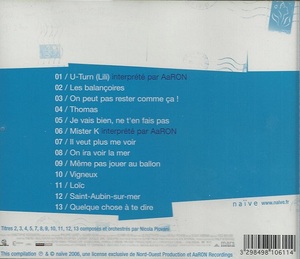 01 / U-Turn (Lili) interprété par AaRON
02 / Les balançoires
03 / On peut pas rester comme ça !
04 / Thomas
05 / Je vais bien, ne t'en fais pas
06 / Mister K interprété par AaRON
07 / Il veut plus me voir
08 / On ira voir la mer
09 / Même pas jouer au ballon
10 / Vigneux
11 / Loïc
12 / Saint-Aubin-sur-mer
13 / Quelque chose à te dire
naïve www.naive.fr
Titres 2, 3, 4, 5, 7, 8, 9, 10, 11, 12, 13 composés et orchestrés par Nicola Piovani
This compilation ℗ & © naïve 2006, une license exclusive de Nord-Ouest Production et AaRON Recordings
3 298498 106114